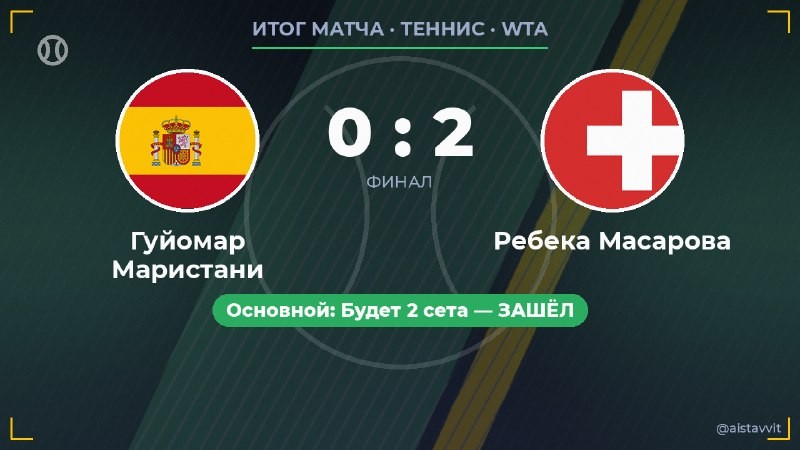 ИТОГ МАТЧА · ТЕННИС · WTA
0 : 2
ФИНАЛ
Гуйомар
Маристани
Ребека Масарова
Основной: Будет 2 сета — ЗАШЁЛ
@aistavvit